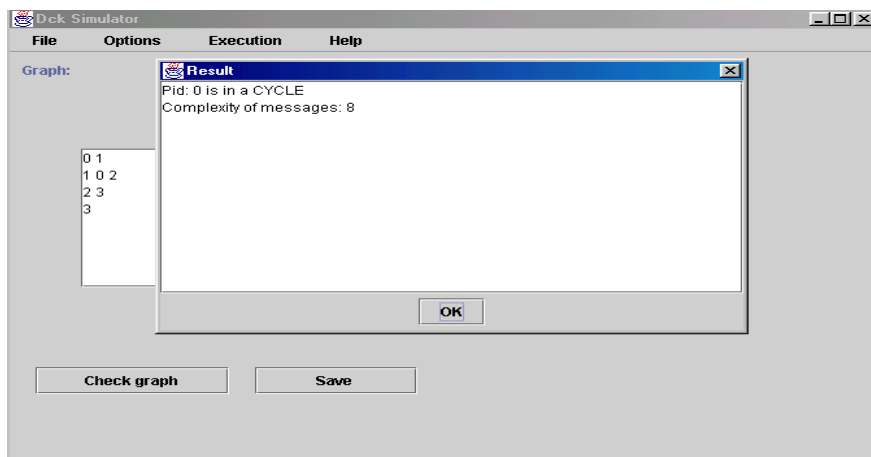 Dck Simulator
File Options Execution Help
Graph:
Result
Pid: 0 is in a CYCLE
Complexity of messages: 8
0 1
1 0 2
2 3
3
OK
Check graph Save